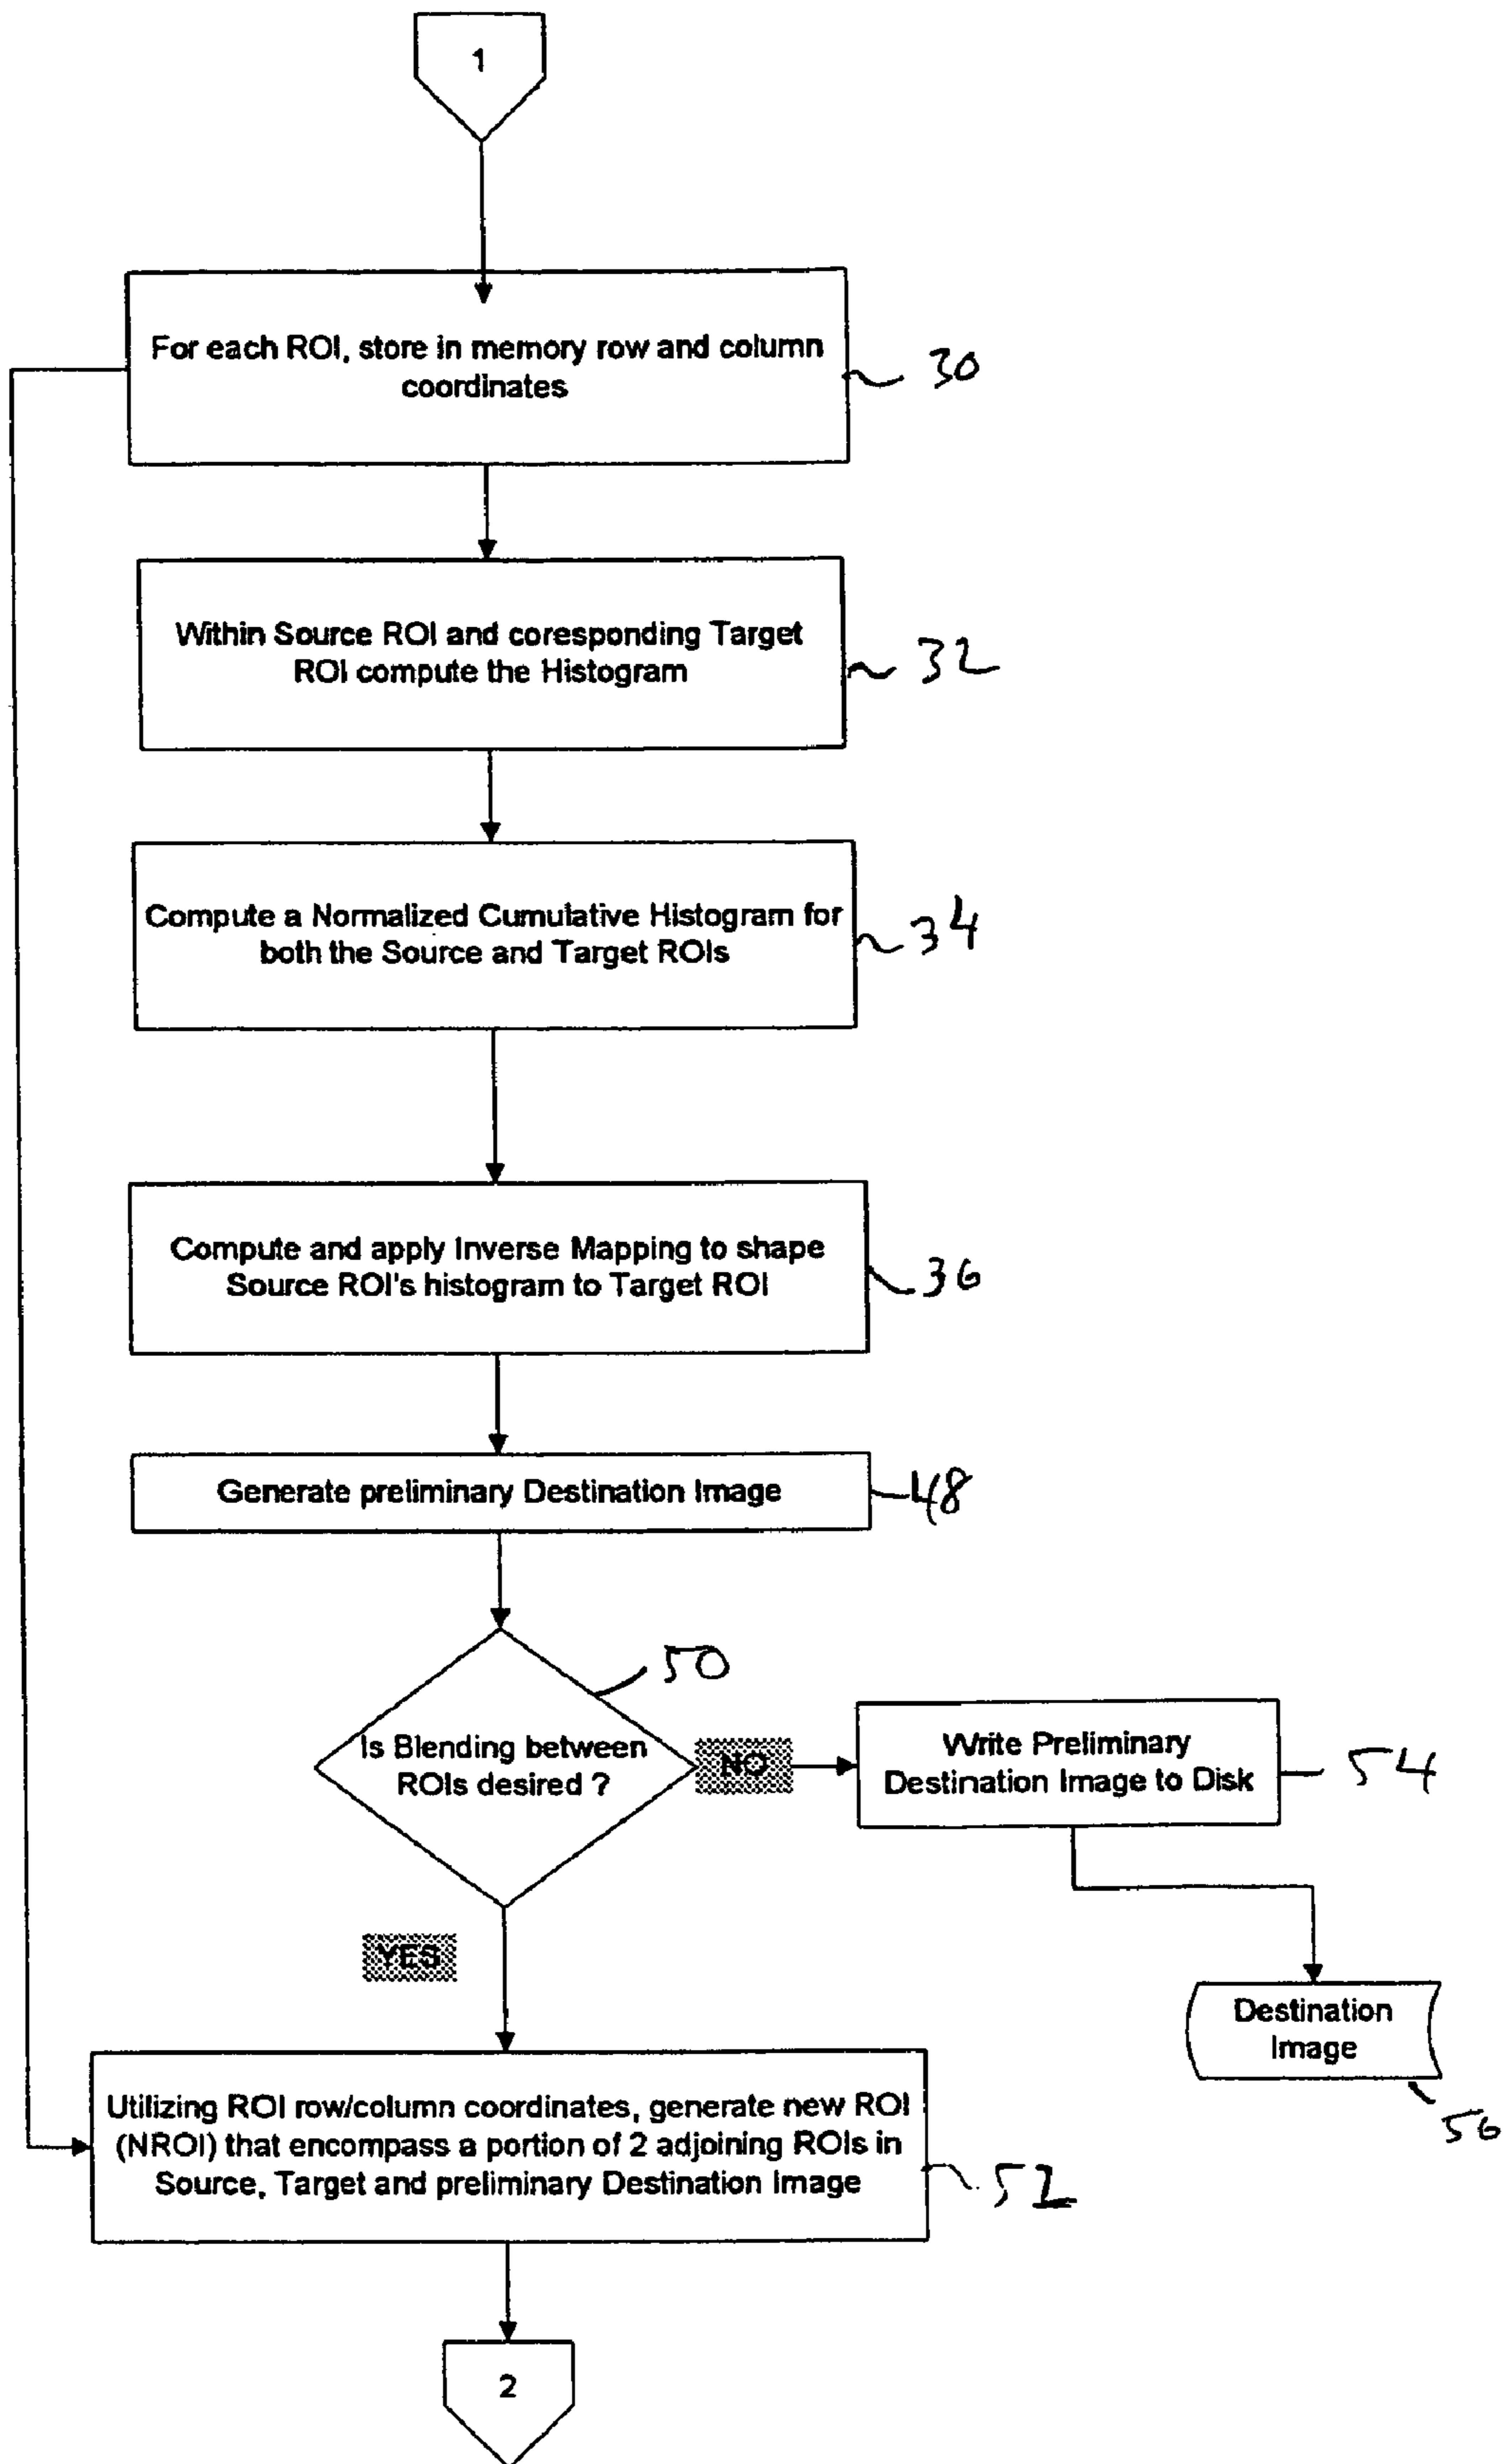 1
For each ROI, store in memory row and column
coordinates
30
Within Source ROI and coresponding Target
ROI compute the Histogram
32
Compute a Normalized Cumulative Histogram for
both the Source and Target ROIs
34
Compute and apply Inverse Mapping to shape
Source ROI's histogram to Target ROI
36
Generate preliminary Destination Image
48
50
Is Blending between
ROIs desired ?
NO
Write Preliminary
Destination Image to Disk
54
YES
Destination
Image
56
Utilizing ROI row/column coordinates, generate new ROI
(NROI) that encompass a portion of 2 adjoining ROIs in
Source, Target and preliminary Destination Image
52
2